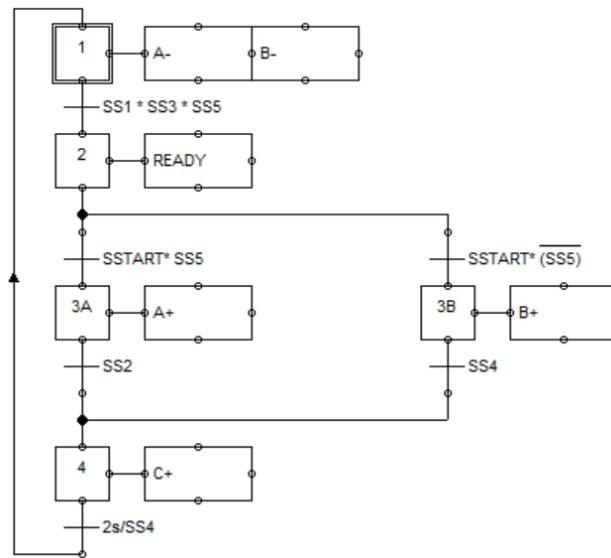 1 A- B-
SS1 * SS3 * SS5
2 READY
SSTART* SS5 SSTART* (SS5)
3A A+ 3B B+
SS2 SS4
4 C+
2s/SS4